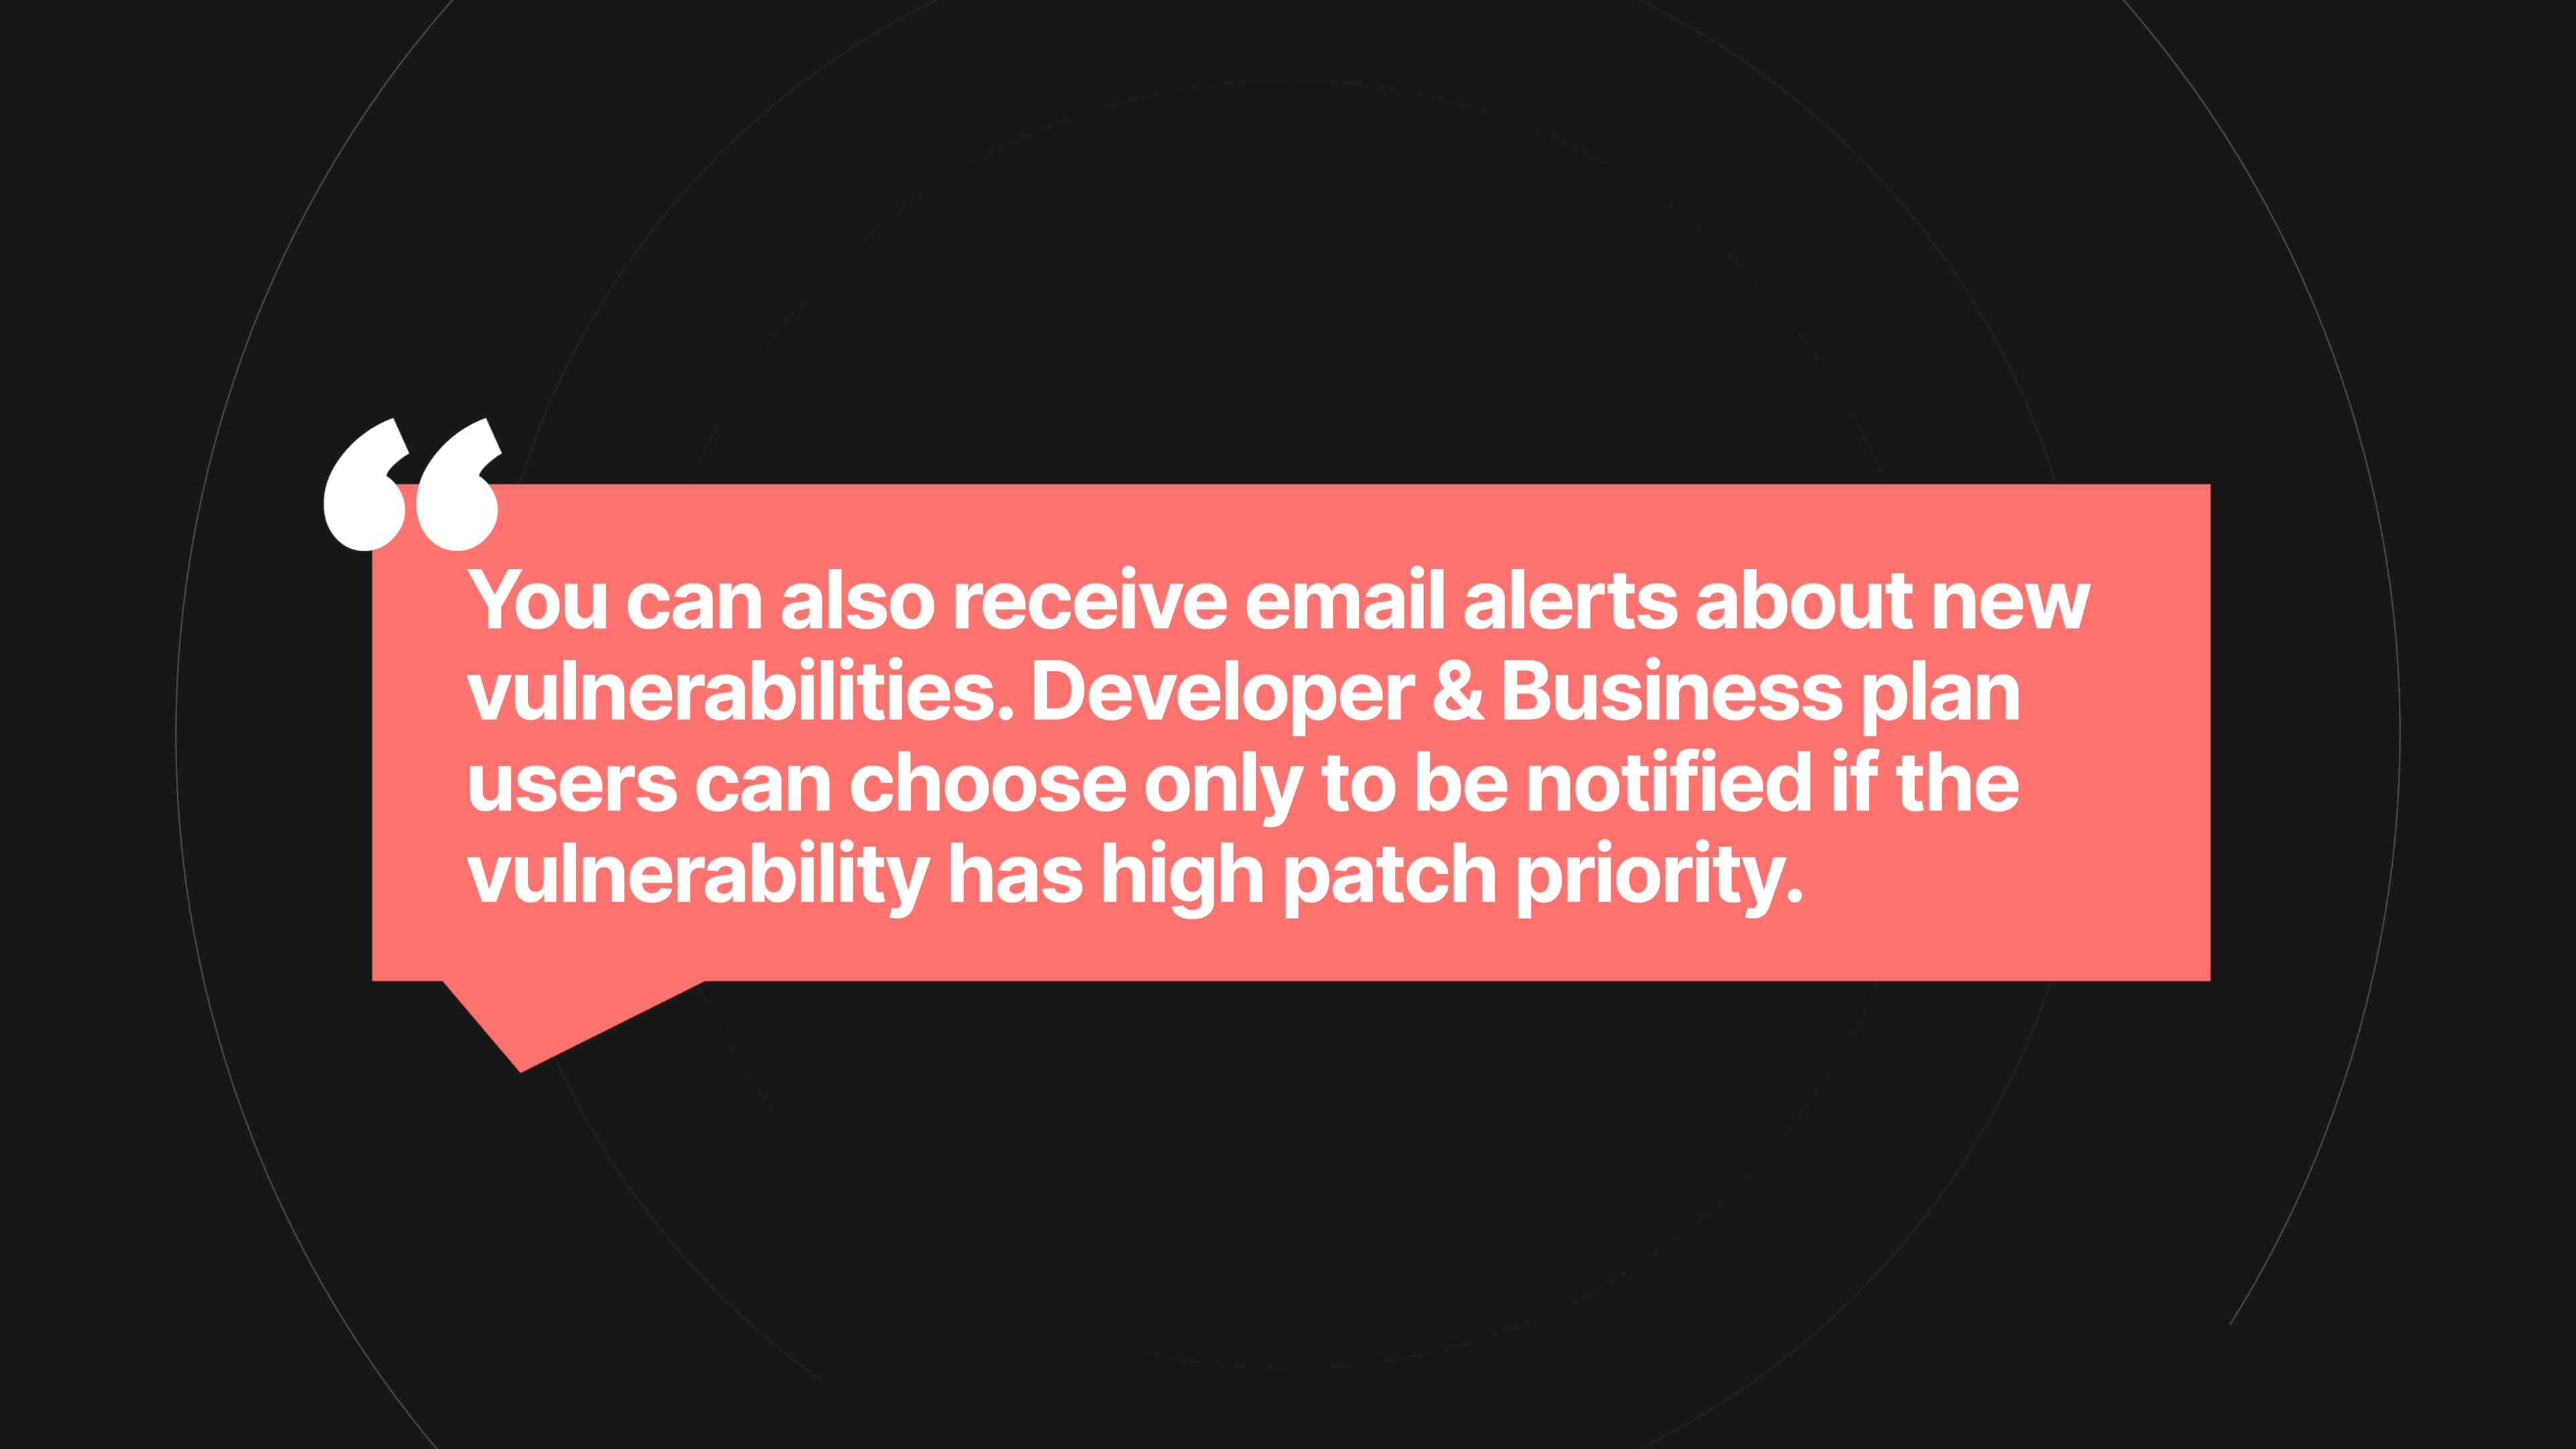 “
You can also receive email alerts about new
vulnerabilities. Developer & Business plan
users can choose only to be notified if the
vulnerability has high patch priority.